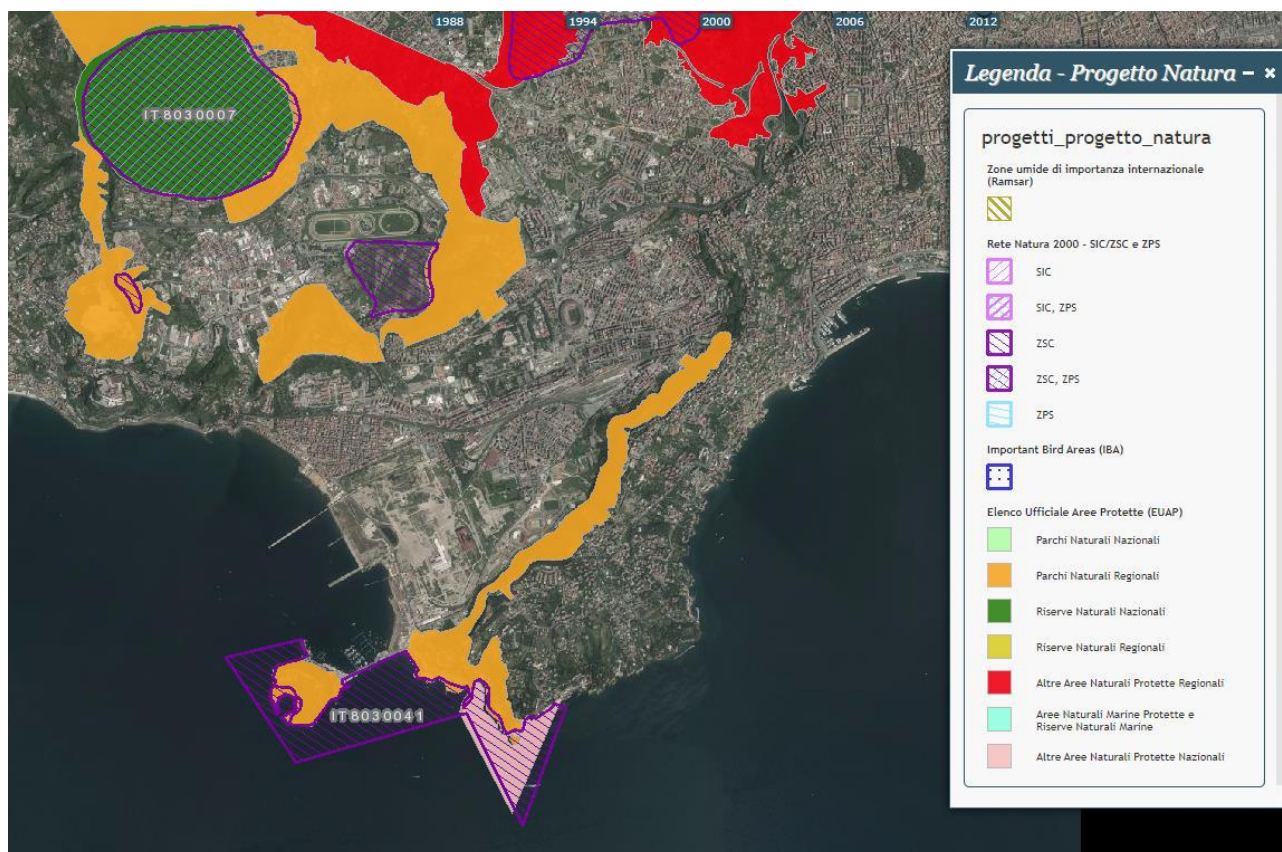 1988
1994
2000
2006
2012
Legenda - Progetto Natura - ×
IT8030007
progetti_progetto_natura
Zone umide di importanza internazionale
(Ramsar)
Rete Natura 2000 - SIC/ZSC e ZPS
SIC
SIC, ZPS
ZSC
ZSC, ZPS
ZPS
Important Bird Areas (IBA)
Elenco Ufficiale Aree Protette (EUAP)
Parchi Naturali Nazionali
Parchi Naturali Regionali
Riserve Naturali Nazionali
Riserve Naturali Regionali
Altre Aree Naturali Protette Regionali
Aree Naturali Marine Protette e
Riserve Naturali Marine
Altre Aree Naturali Protette Nazionali
IT8030041